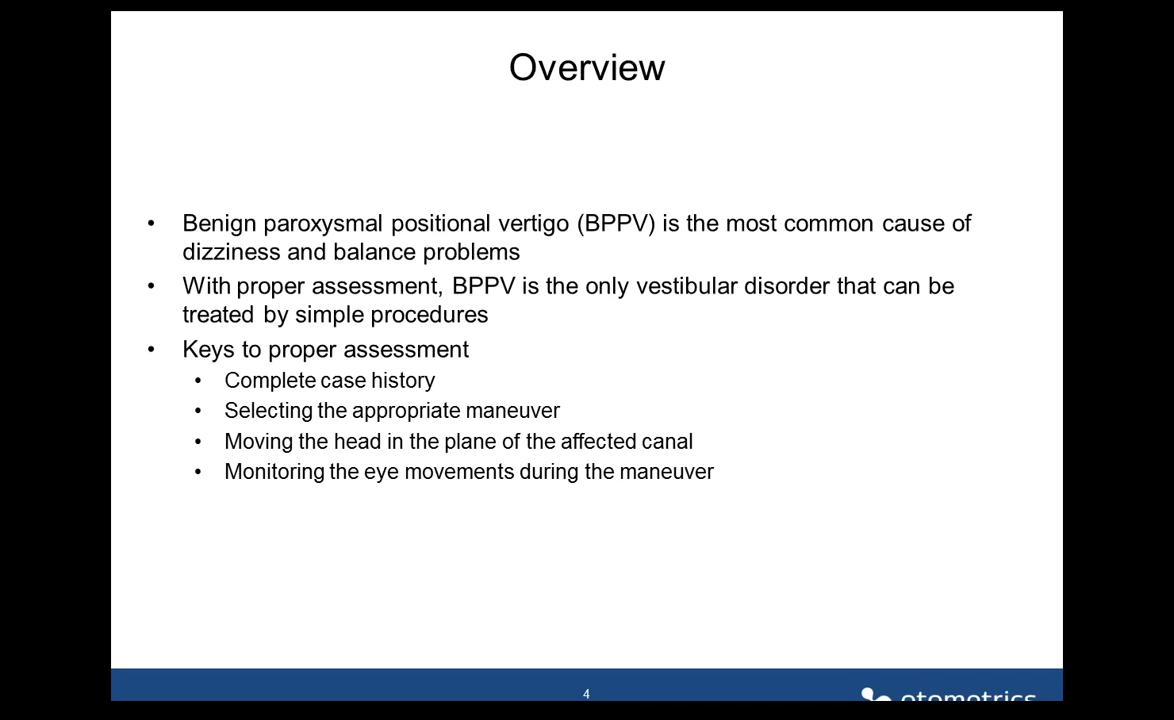 Overview
• Benign paroxysmal positional vertigo (BPPV) is the most common cause of
dizziness and balance problems
• With proper assessment, BPPV is the only vestibular disorder that can be
treated by simple procedures
• Keys to proper assessment
• Complete case history
• Selecting the appropriate maneuver
• Moving the head in the plane of the affected canal
• Monitoring the eye movements during the maneuver
4
otometrics